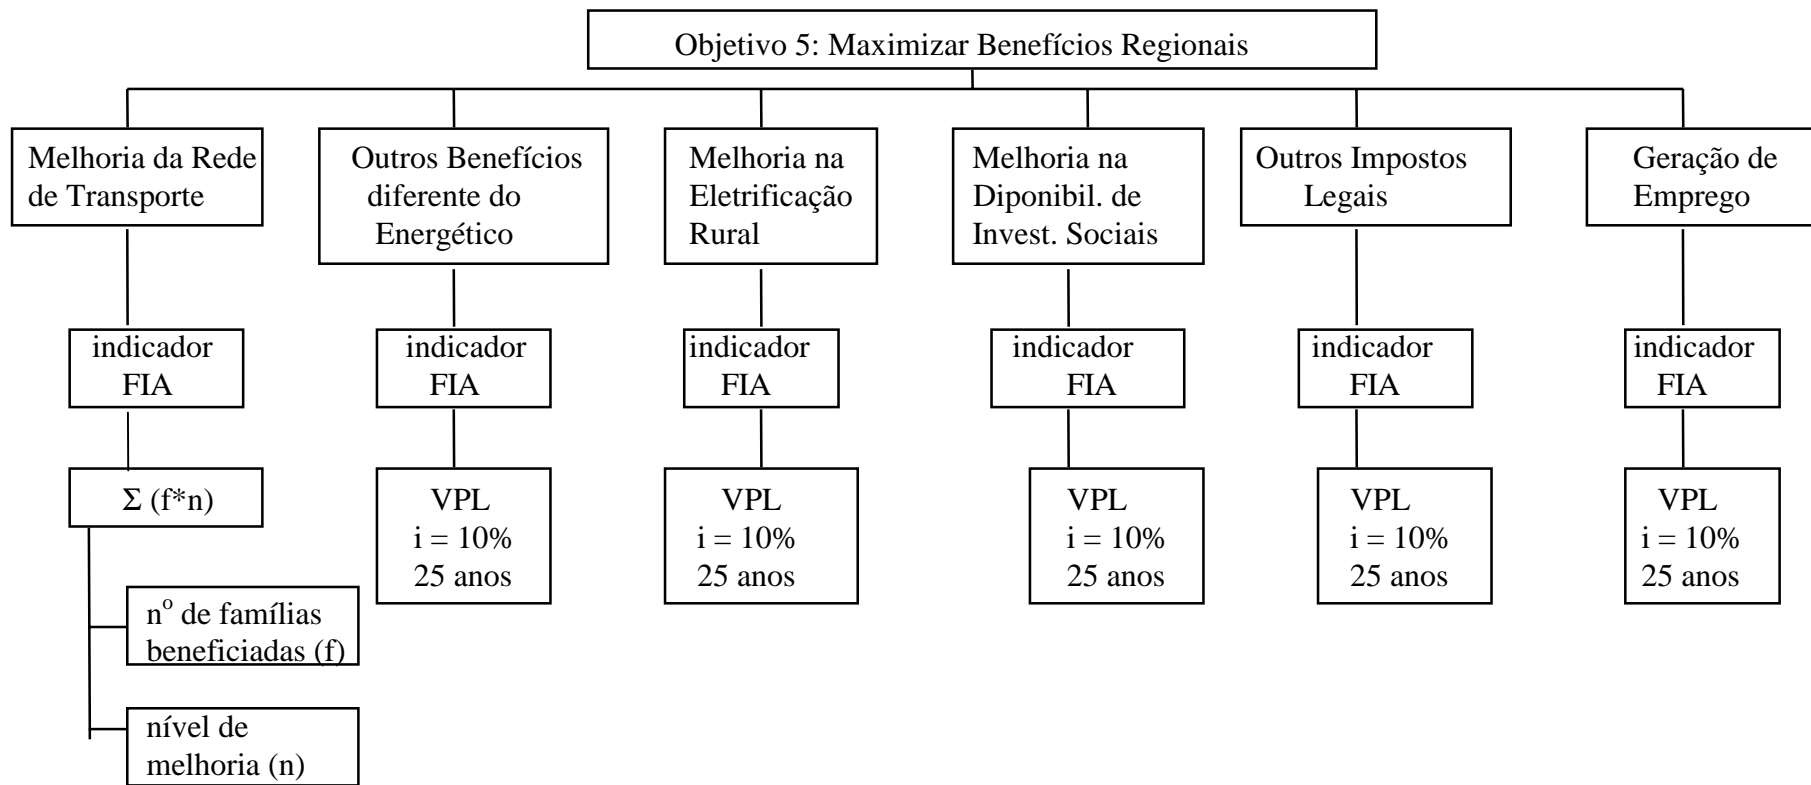 Objetivo 5: Maximizar Benefícios Regionais
Melhoria da Rede
de Transporte
Outros Benefícios
diferente do
Energético
Melhoria na
Eletrificação
Rural
Melhoria na
Diponibil. de
Invest. Sociais
Outros Impostos
Legais
Geração de
Emprego
indicador
FIA
indicador
FIA
indicador
FIA
indicador
FIA
indicador
FIA
indicador
FIA
Σ (f*n)
VPL
i = 10%
25 anos
VPL
i = 10%
25 anos
VPL
i = 10%
25 anos
VPL
i = 10%
25 anos
VPL
i = 10%
25 anos
nº de famílias
beneficiadas (f)
nível de
melhoria (n)